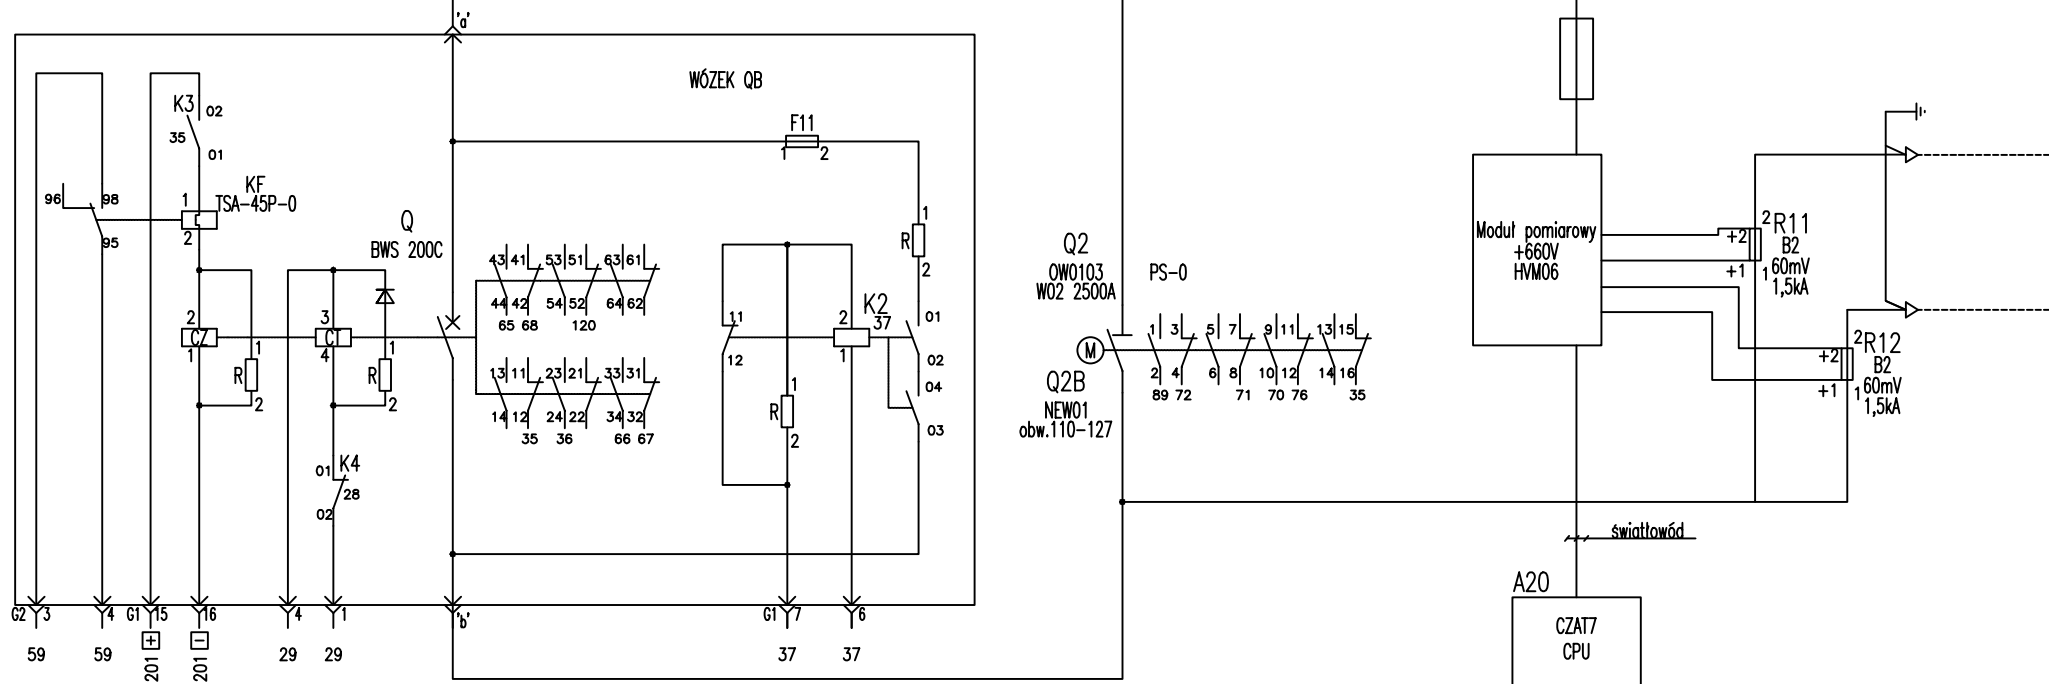 'a'
WÓZEK QB
K3
02
35
01
KF
TSA-45P-0
1
2
96
98
95
Q
BWS 200C
F11
1
2
1
R
2
43 41 53 51 63 61
44 42 54 52 64 62
65 68 120
13 11 23 21 33 31
14 12 24 22 34 32
35 36 66 67
2
CZ
1
1
R
2
3
CT
4
1
R
2
01
K4
28
02
11
12
1
R
2
K2
37
2
1
01
02
04
03
G2 3
4
G1 15
16
4
1
'b'
G1 7
6
59
59
201 +
201 −
29
29
37
37
Q2
OW0103
W02 2500A
PS-0
M
Q2B
NEW01
obw.110-127
1 3 5 7 9 11 13 15
2 4 6 8 10 12 14 16
89 72 71 70 76 35
Moduł pomiarowy
+660V
HVM06
2
R11
+2
B2
+1
1
60mV
1,5kA
2
R12
+2
B2
+1
1
60mV
1,5kA
światłowód
A20
CZAT7
CPU